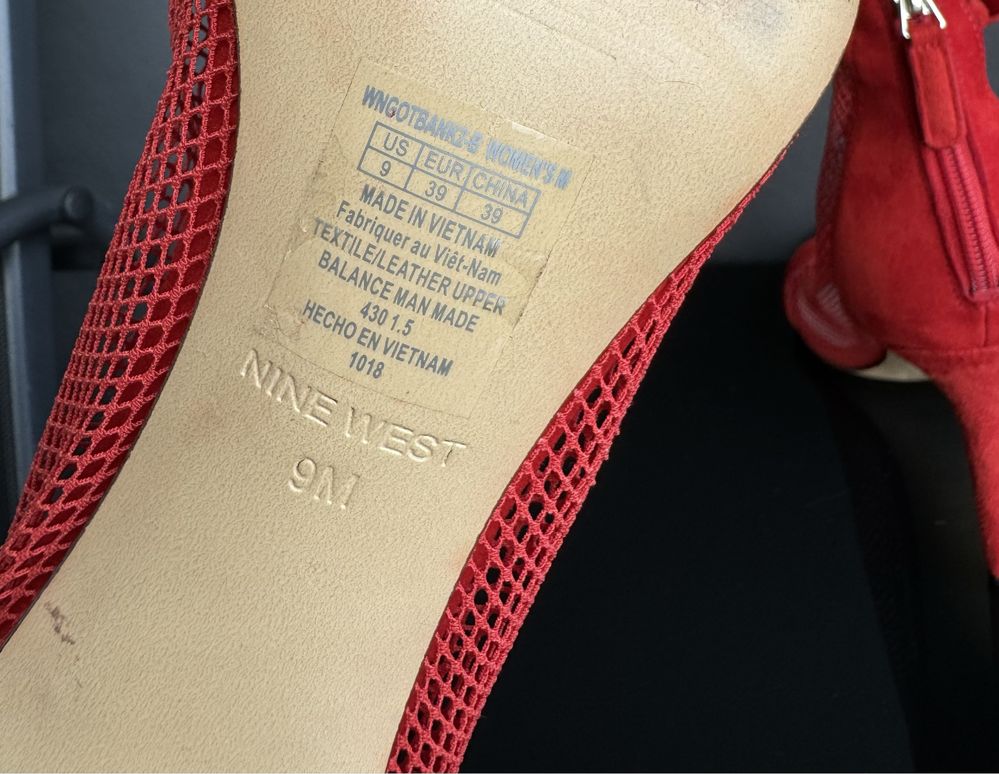 WNGOTBANKZ-B WOMEN'S M
US EUR CHINA
9 39 39
MADE IN VIETNAM
Fabriquer au Viêt-Nam
TEXTILE/LEATHER UPPER
BALANCE MAN MADE
430 1.5
HECHO EN VIETNAM
1018
NINE WEST
9M